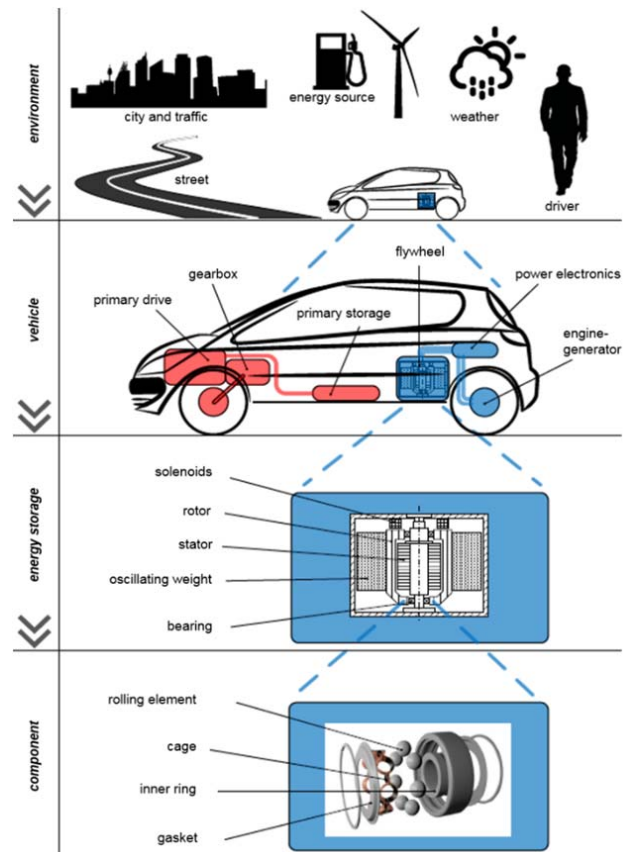 environment
city and traffic
energy source
weather
street
driver
vehicle
flywheel
gearbox
power electronics
primary drive
primary storage
engine-
generator
energy storage
solenoids
rotor
stator
oscillating weight
bearing
component
rolling element
cage
inner ring
gasket